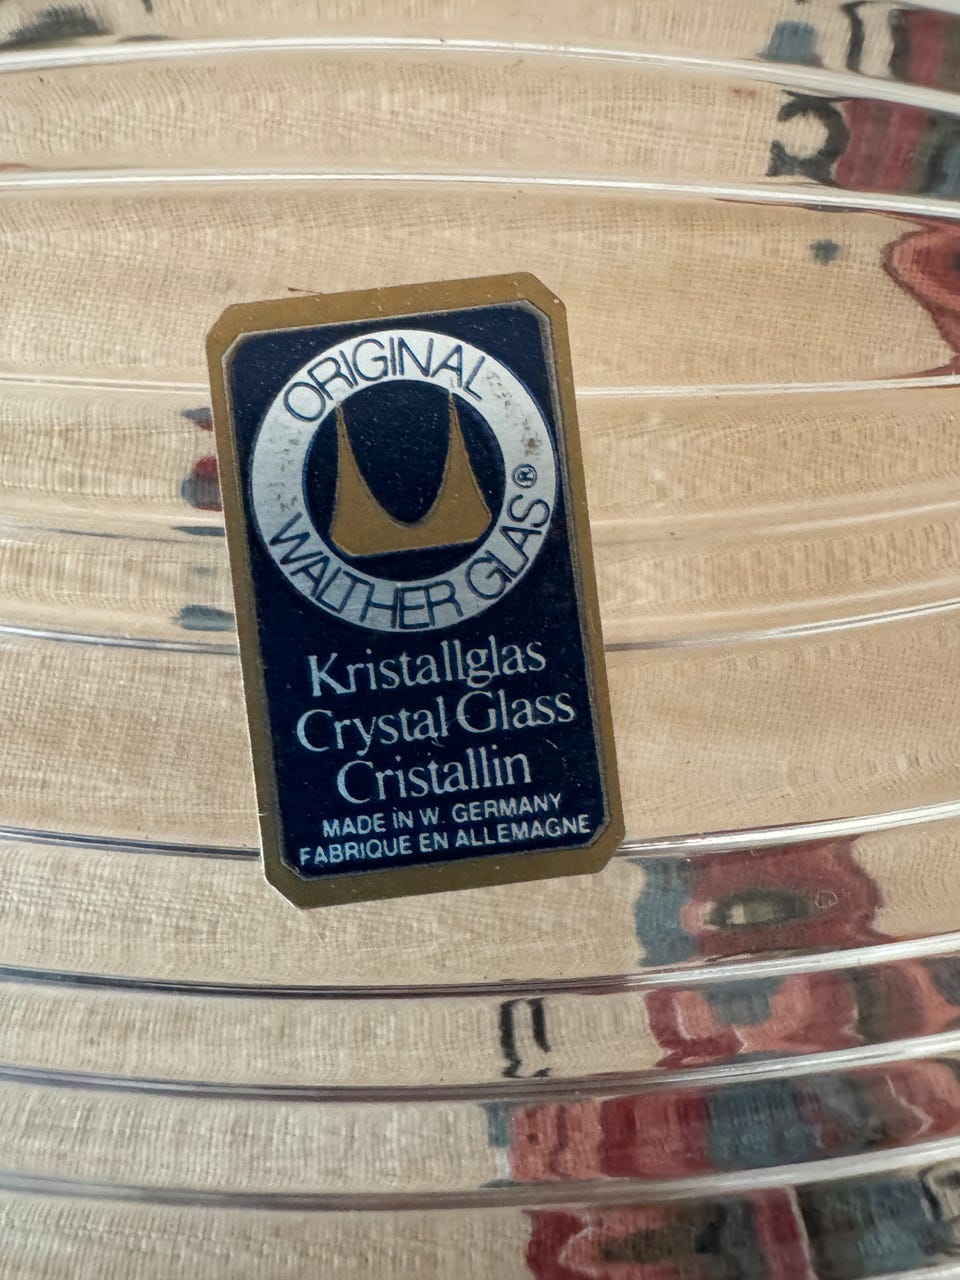 ORIGINAL
WALTHER GLAS®
Kristallglas
Crystal Glass
Cristallin
MADE IN W. GERMANY
FABRIQUE EN ALLEMAGNE